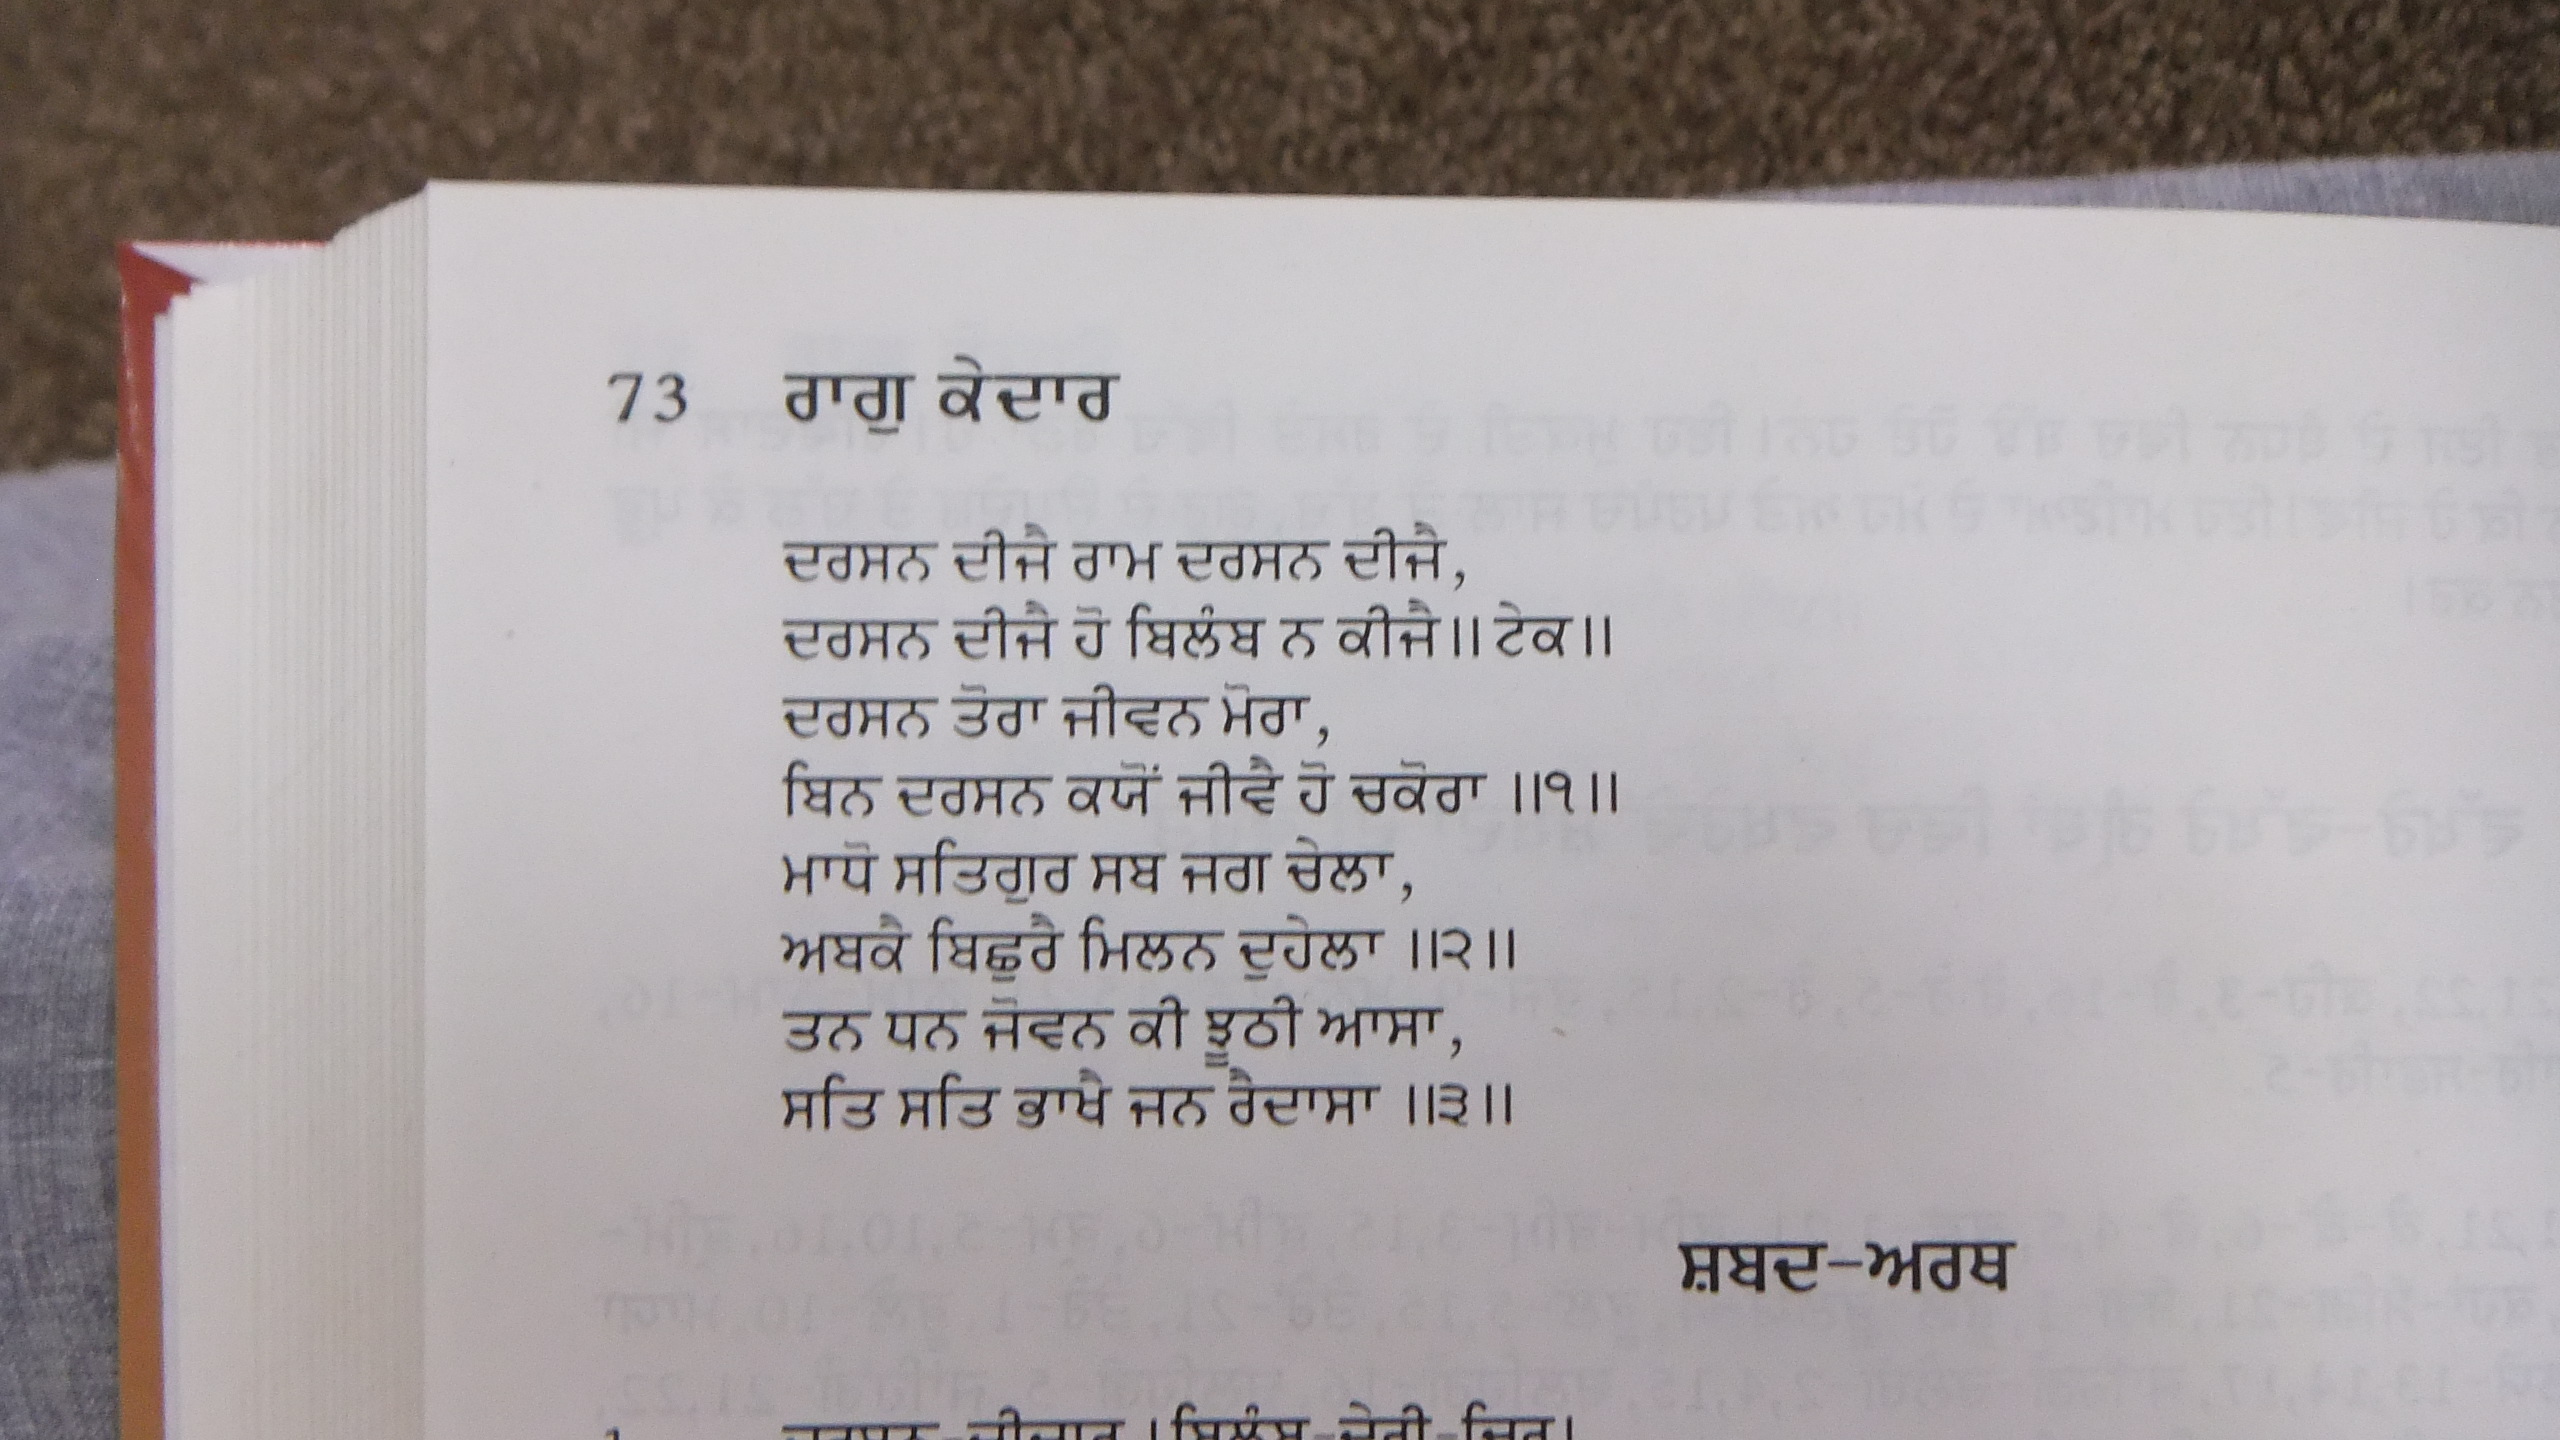 73 ਰਾਗੁ ਕੇਦਾਰ
ਦਰਸਨ ਦੀਜੈ ਰਾਮ ਦਰਸਨ ਦੀਜੈ,
ਦਰਸਨ ਦੀਜੈ ਹੋ ਬਿਲੰਬ ਨ ਕੀਜੈ॥ ਟੇਕ॥
ਦਰਸਨ ਤੋਰਾ ਜੀਵਨ ਮੋਰਾ,
ਬਿਨ ਦਰਸਨ ਕਯੋਂ ਜੀਵੈ ਹੋ ਚਕੋਰਾ ॥੧॥
ਮਾਧੋ ਸਤਿਗੁਰ ਸਬ ਜਗ ਚੇਲਾ,
ਅਬਕੈ ਬਿਛੁਰੈ ਮਿਲਨ ਦੁਹੇਲਾ ॥੨॥
ਤਨ ਧਨ ਜੋਵਨ ਕੀ ਝੂਠੀ ਆਸਾ,
ਸਤਿ ਸਤਿ ਭਾਖੈ ਜਨ ਰੈਦਾਸਾ ॥੩॥
ਸ਼ਬਦ-ਅਰਥ